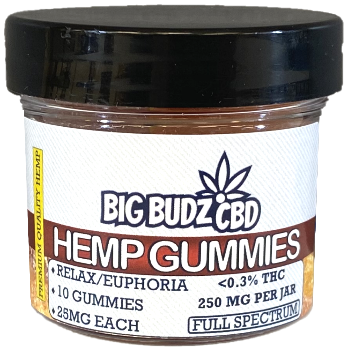 BIG BUDZ CBD
HEMP GUMMIES
PREMIUM QUALITY HEMP
•RELAX/EUPHORIA
•10 GUMMIES
•25MG EACH
<0.3% THC
250 MG PER JAR
FULL SPECTRUM